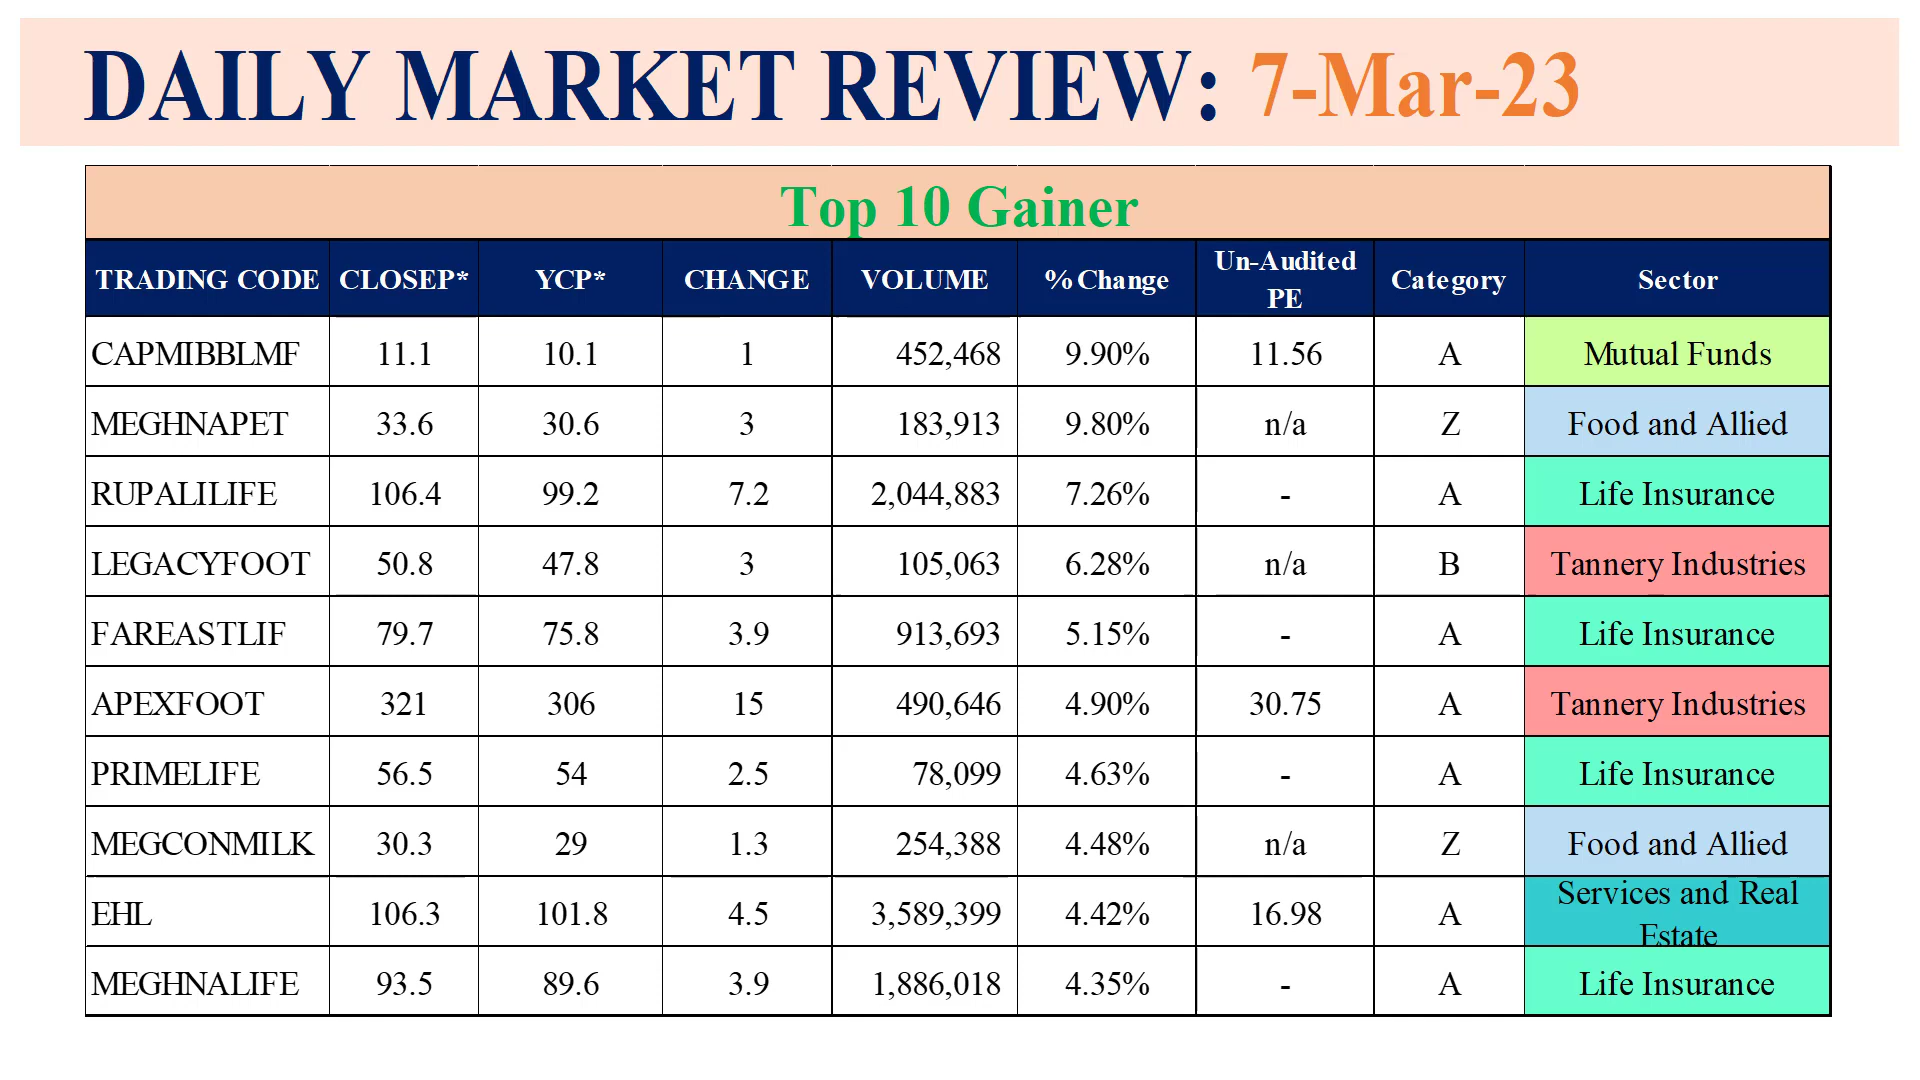 DAILY MARKET REVIEW: 7-Mar-23
Top 10 Gainer
TRADING CODE CLOSEP* YCP* CHANGE VOLUME % Change Un-Audited PE Category Sector
CAPMIBBLMF 11.1 10.1 1 452,468 9.90% 11.56 A Mutual Funds
MEGHNAPET 33.6 30.6 3 183,913 9.80% n/a Z Food and Allied
RUPALILIFE 106.4 99.2 7.2 2,044,883 7.26% - A Life Insurance
LEGACYFOOT 50.8 47.8 3 105,063 6.28% n/a B Tannery Industries
FAREASTLIF 79.7 75.8 3.9 913,693 5.15% - A Life Insurance
APEXFOOT 321 306 15 490,646 4.90% 30.75 A Tannery Industries
PRIMELIFE 56.5 54 2.5 78,099 4.63% - A Life Insurance
MEGCONMILK 30.3 29 1.3 254,388 4.48% n/a Z Food and Allied
EHL 106.3 101.8 4.5 3,589,399 4.42% 16.98 A Services and Real Estate
MEGHNALIFE 93.5 89.6 3.9 1,886,018 4.35% - A Life Insurance